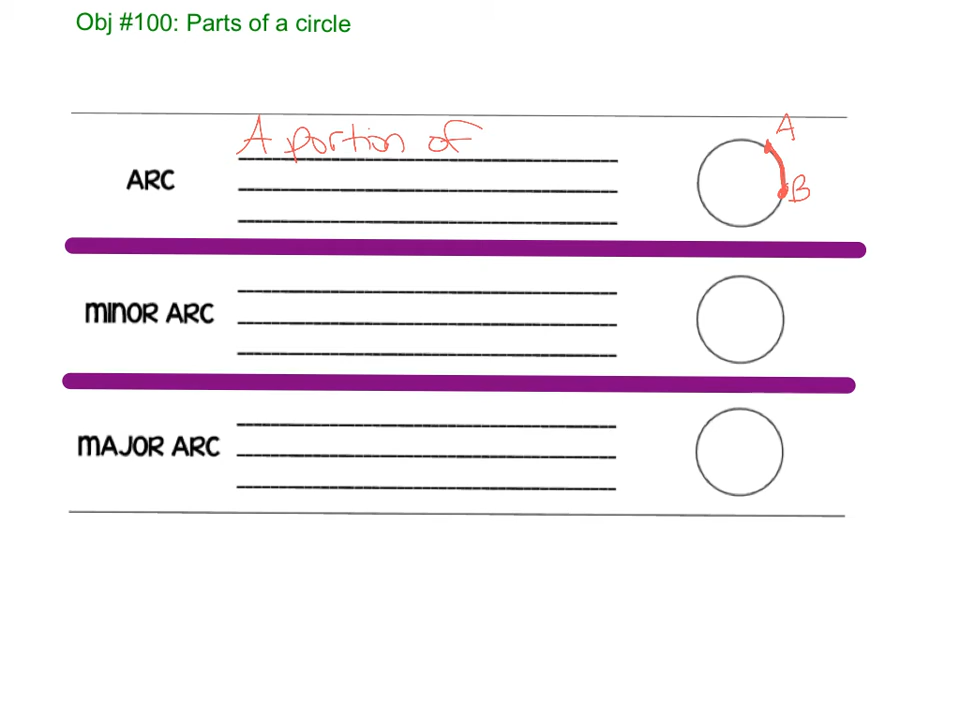 Obj #100: Parts of a circle
A portion of
A
ARC
B
MINOR ARC
MAJOR ARC